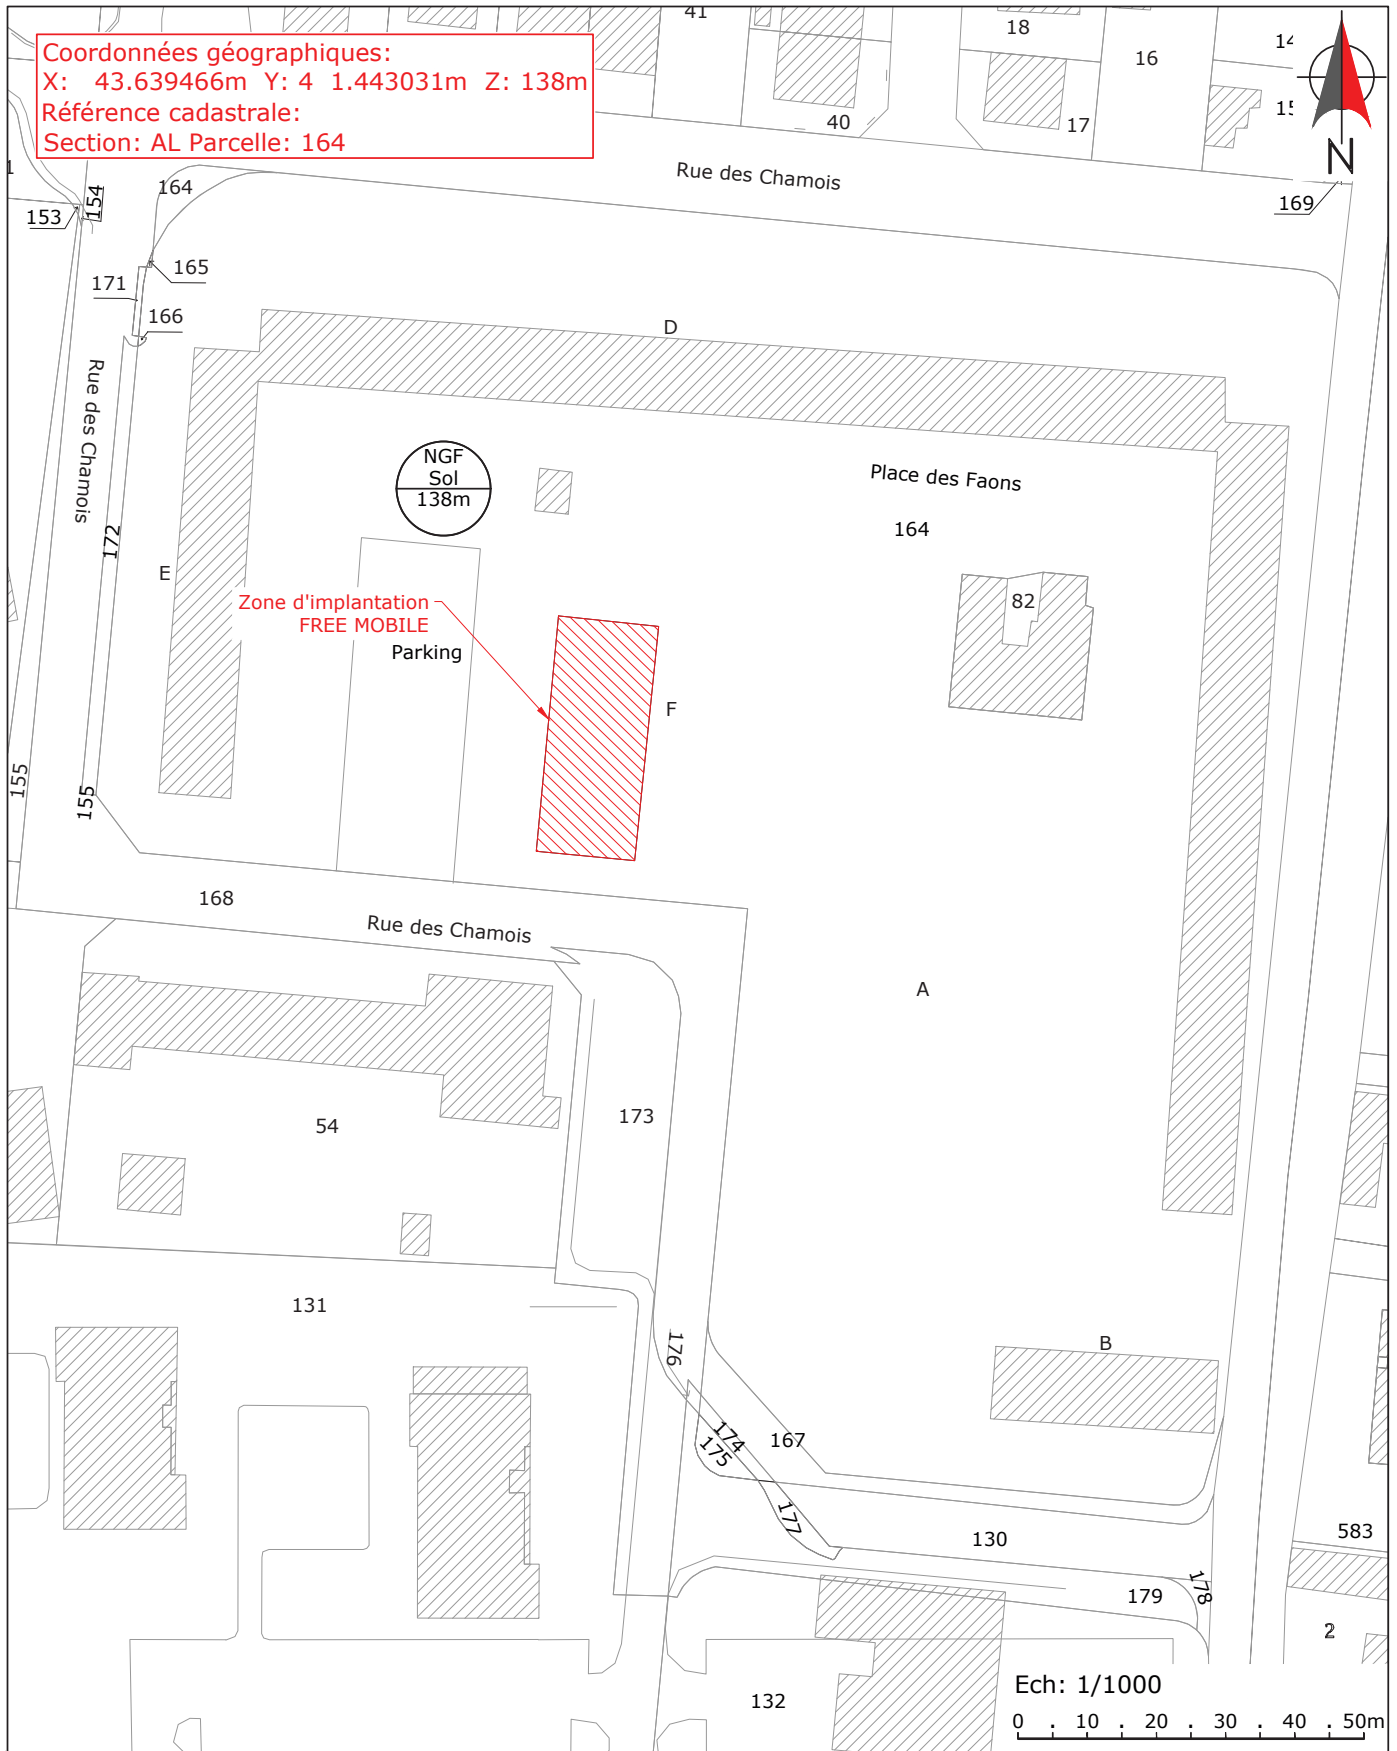 41
18
16
14
Coordonnées géographiques:
X: 43.639466m Y: 4 1.443031m Z: 138m
Référence cadastrale:
Section: AL Parcelle: 164
40
17
15
N
1
Rue des Chamois
164
154
153
169
165
171
166
D
Rue des Chamois
NGF
Sol
138m
Place des Faons
164
172
E
82
Zone d'implantation
FREE MOBILE
Parking
F
155
155
168
Rue des Chamois
A
173
54
131
176
B
174
175
167
177
130
583
178
179
2
132
Ech: 1/1000
0 . 10 . 20 . 30 . 40 . 50m